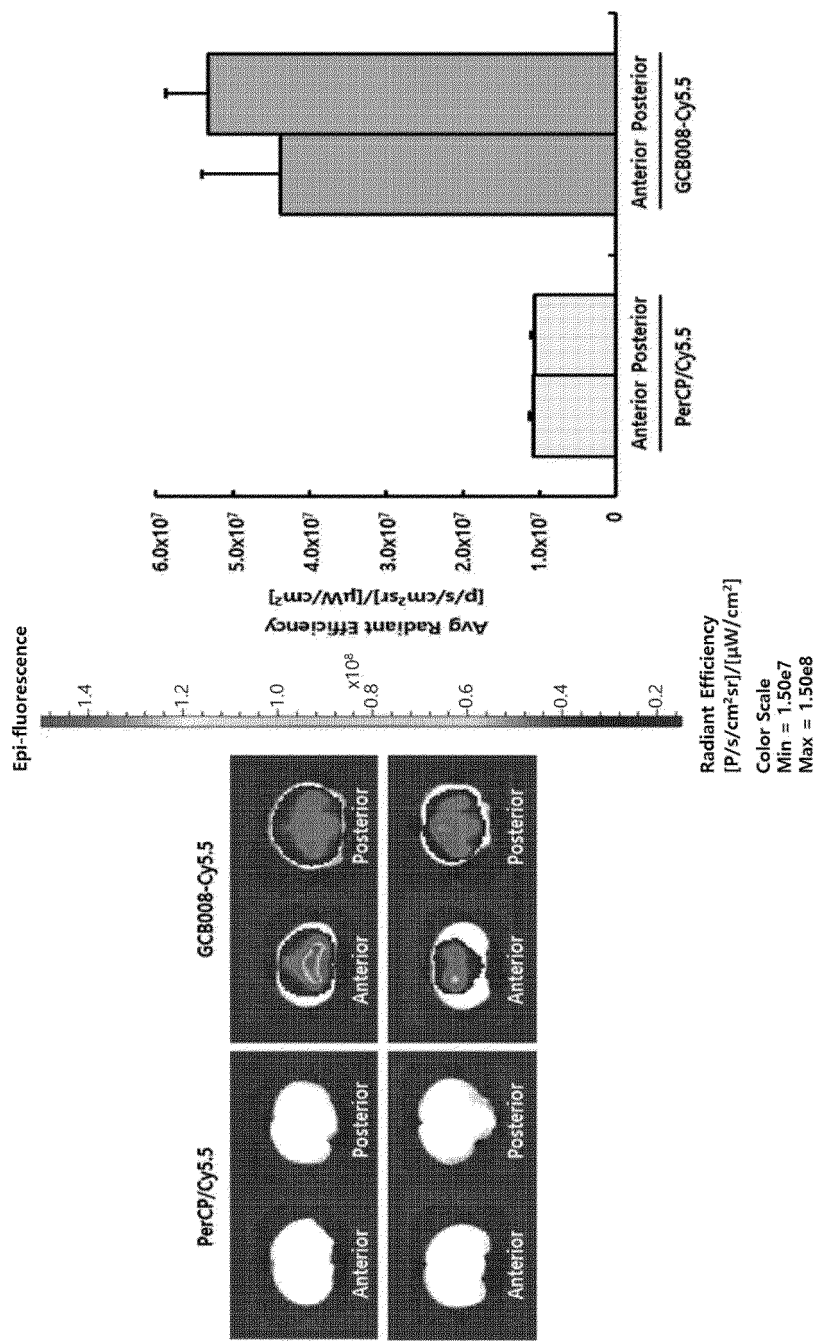 PerCP/Cy5.5
GCB008-Cy5.5
Anterior Posterior Anterior Posterior
Anterior Posterior Anterior Posterior
Epi-fluorescence
1.4
1.2
1.0
x10⁸
0.8
0.6
0.4
0.2
Radiant Efficiency
[P/s/cm²sr]/[μW/cm²]
Color Scale
Min = 1.50e7
Max = 1.50e8
Avg Radiant Efficiency
[p/s/cm²sr]/[μW/cm²]
6.0x10⁷
5.0x10⁷
4.0x10⁷
3.0x10⁷
2.0x10⁷
1.0x10⁷
0
Anterior Posterior
PerCP/Cy5.5
Anterior Posterior
GCB008-Cy5.5